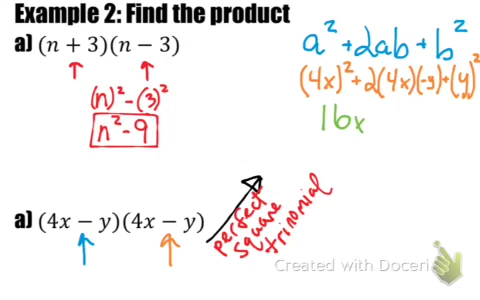 Example 2: Find the product
a) (n + 3)(n − 3)
(n)² - (3)²
n² - 9
a² + 2ab + b²
(4x)² + 2(4x)(-y) + (y)²
16x
a) (4x − y)(4x − y)
perfect
square
trinomial
Created with Doceri